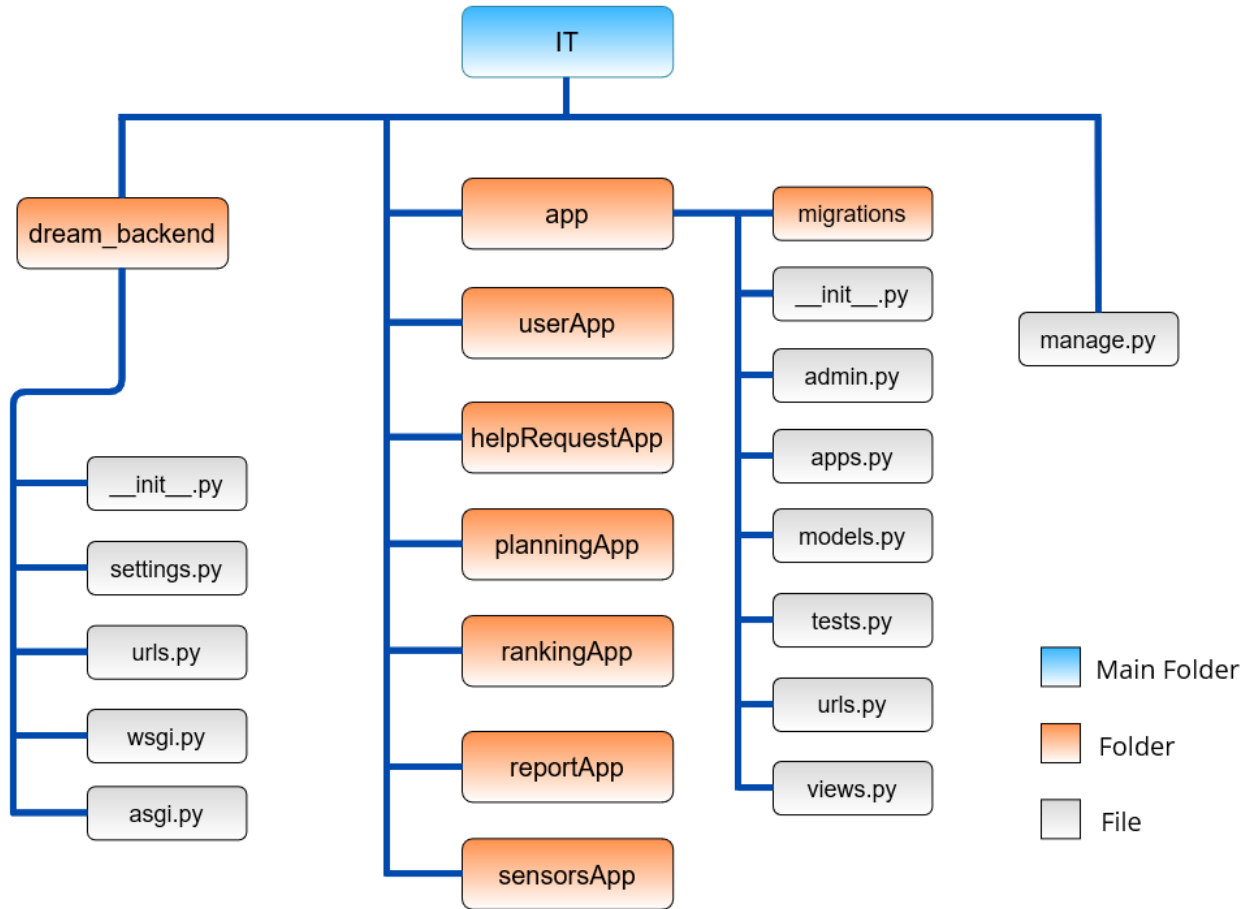 IT
dream_backend
__init__.py
settings.py
urls.py
wsgi.py
asgi.py
app
userApp
helpRequestApp
planningApp
rankingApp
reportApp
sensorsApp
migrations
__init__.py
admin.py
apps.py
models.py
tests.py
urls.py
views.py
manage.py
Main Folder
Folder
File